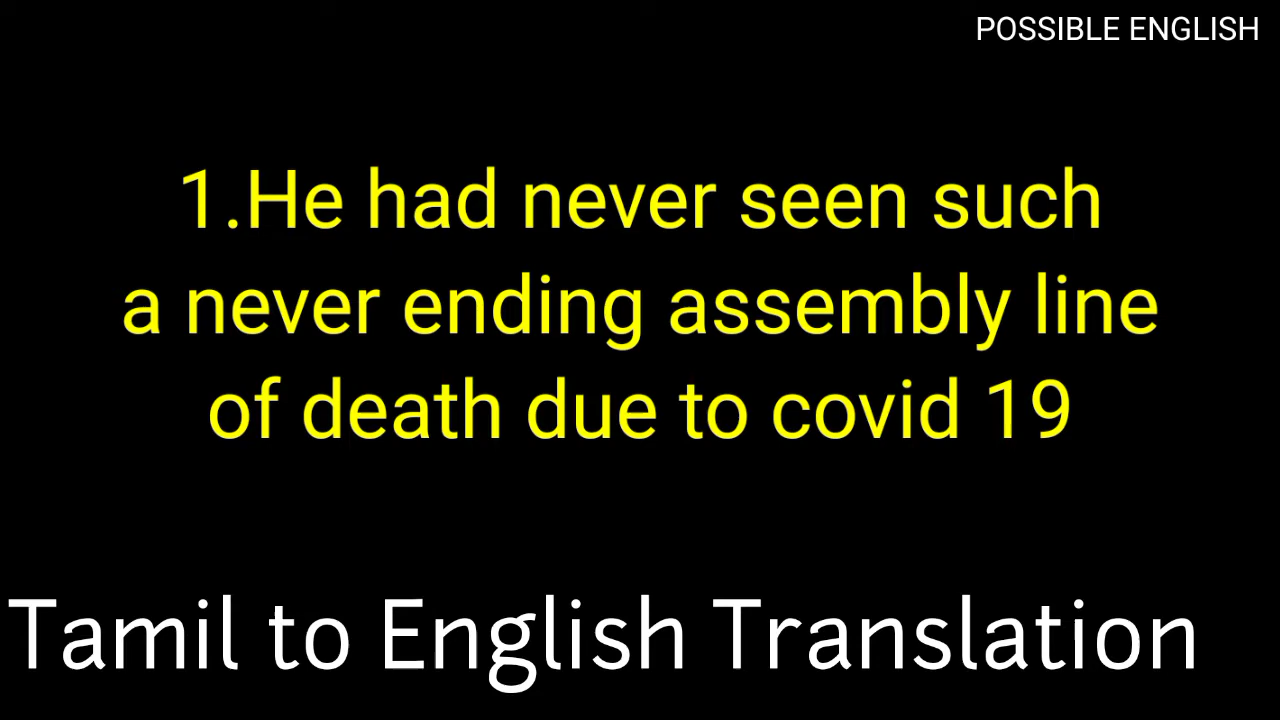 POSSIBLE ENGLISH
1.He had never seen such
a never ending assembly line
of death due to covid 19
Tamil to English Translation